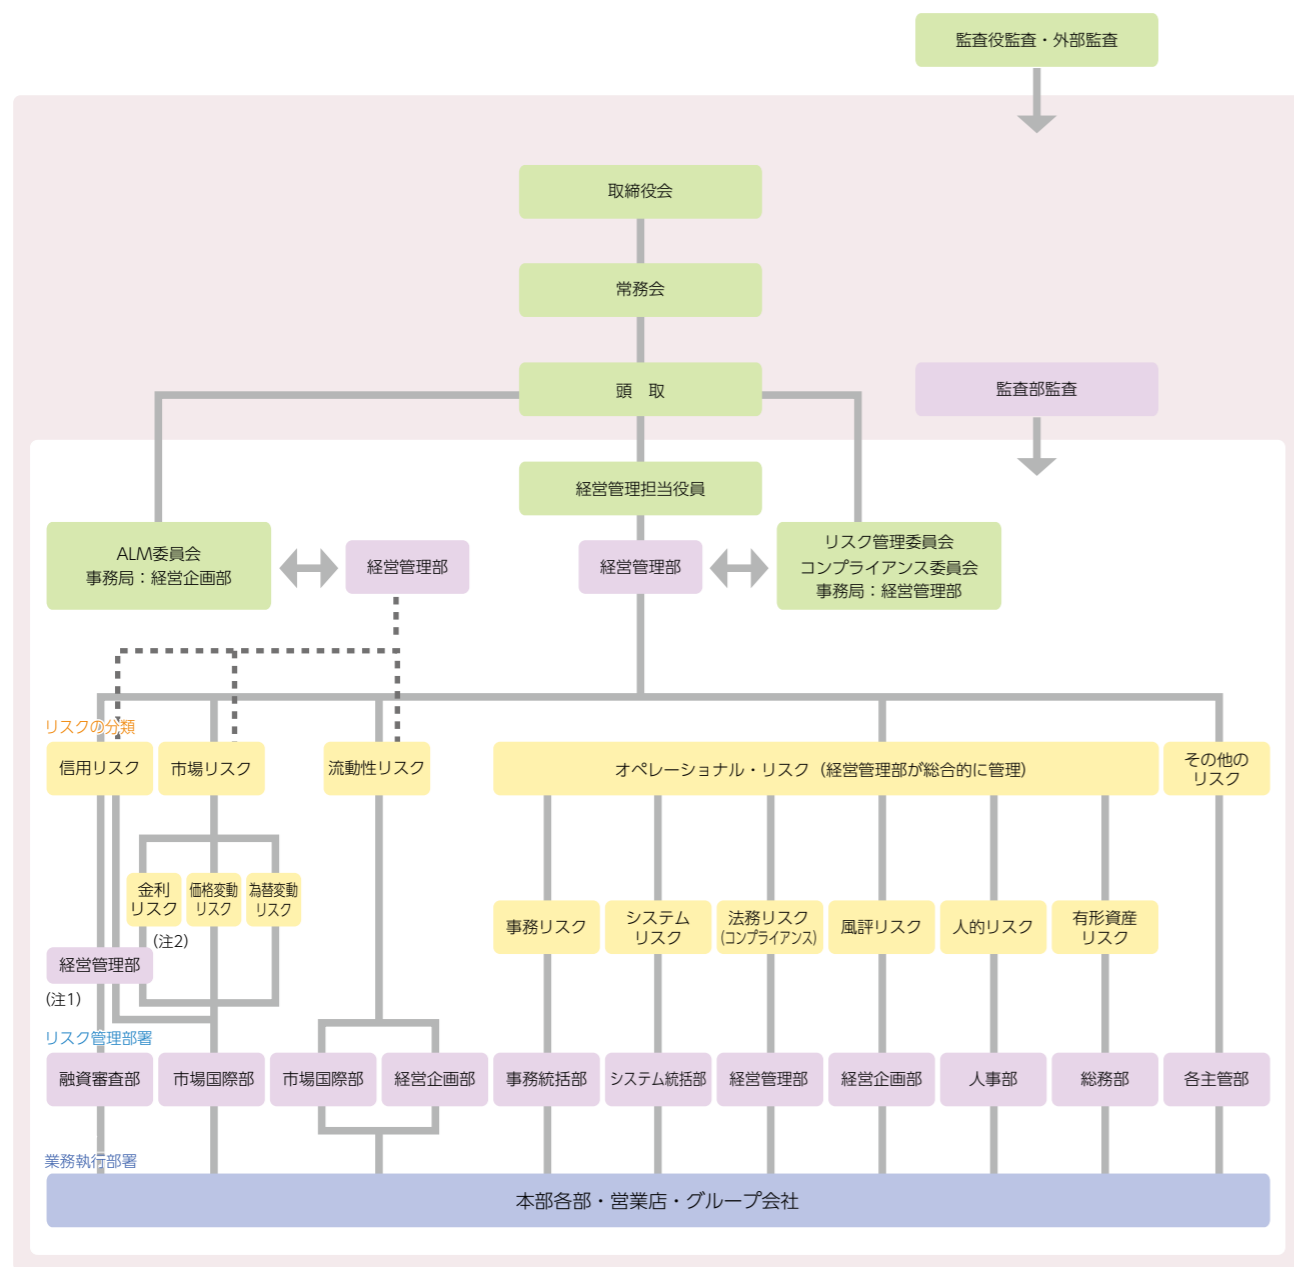 監査役監査・外部監査
取締役会
常務会
頭　取
監査部監査
経営管理担当役員
ALM委員会
事務局：経営企画部
経営管理部
経営管理部
リスク管理委員会
コンプライアンス委員会
事務局：経営管理部
リスクの分類
信用リスク
市場リスク
流動性リスク
オペレーショナル・リスク（経営管理部が総合的に管理）
その他の
リスク
金利
リスク
価格変動
リスク
為替変動
リスク
(注2)
事務リスク
システム
リスク
法務リスク
(コンプライアンス)
風評リスク
人的リスク
有形資産
リスク
経営管理部
(注1)
リスク管理部署
融資審査部
市場国際部
市場国際部
経営企画部
事務統括部
システム統括部
経営管理部
経営企画部
人事部
総務部
各主管部
業務執行部署
本部各部・営業店・グループ会社